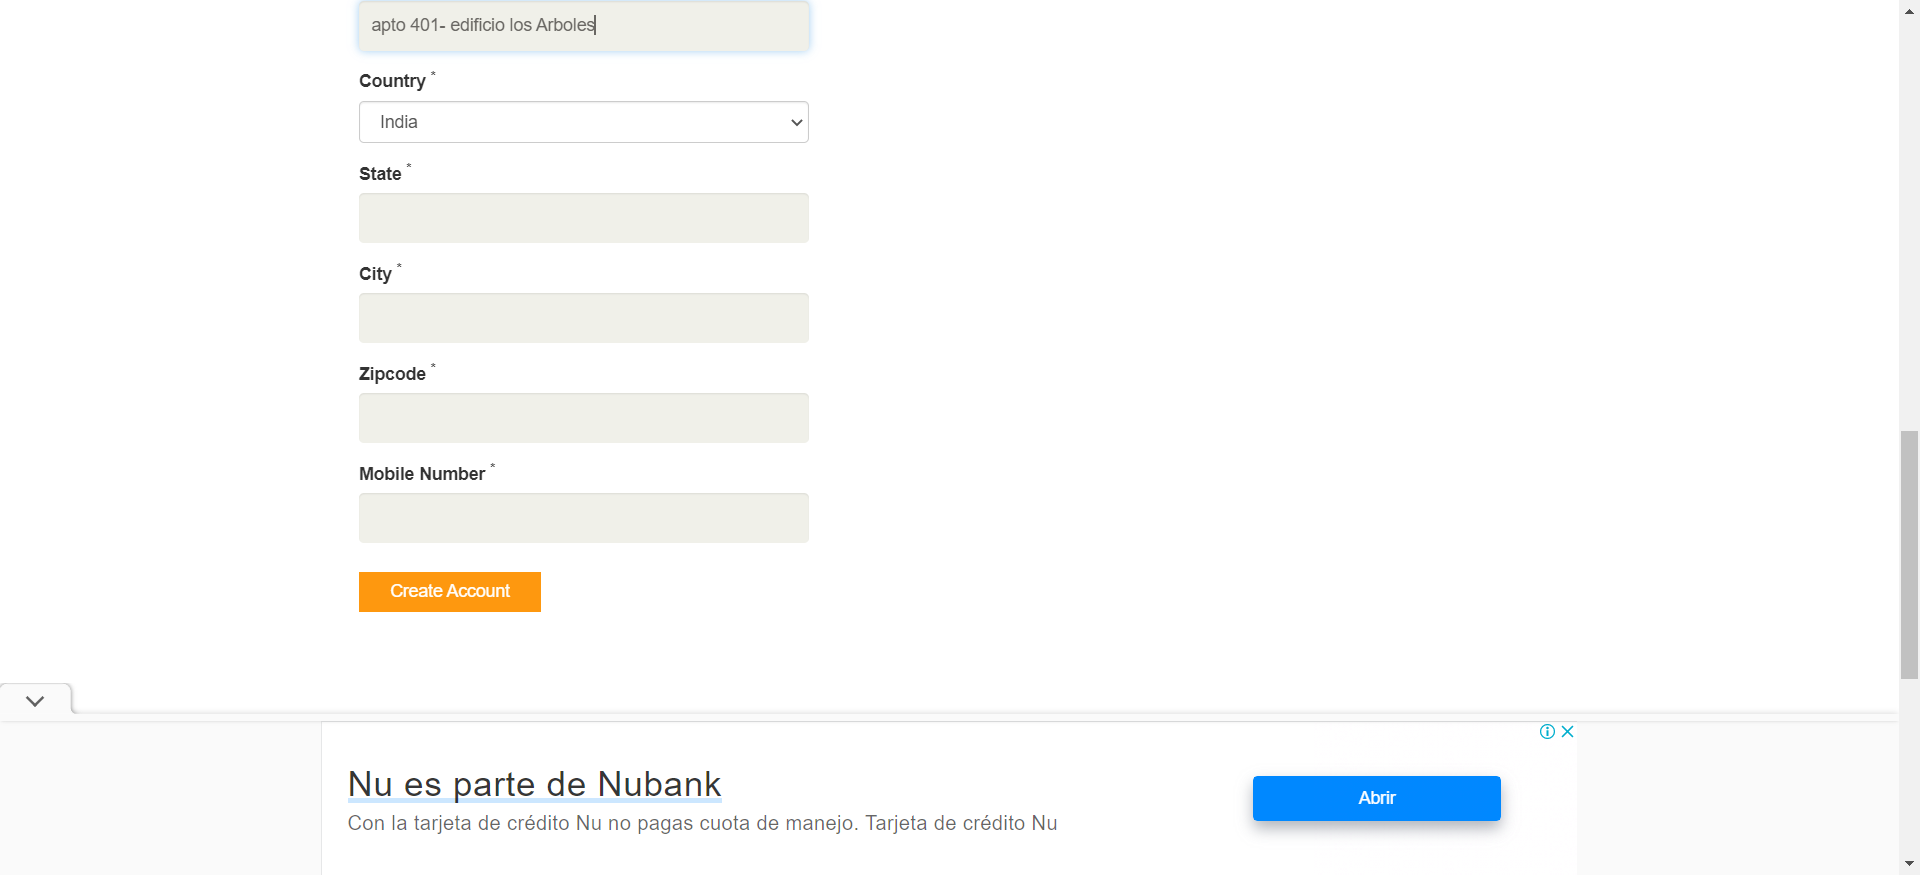 apto 401- edificio los Arboles
Country *
India
State *
City *
Zipcode *
Mobile Number *
Create Account
Nu es parte de Nubank
Con la tarjeta de crédito Nu no pagas cuota de manejo. Tarjeta de crédito Nu
Abrir